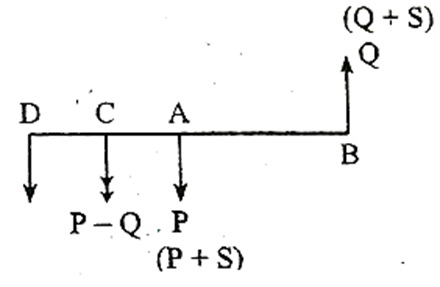 (Q + S)
Q
D C A
B
P – Q P
(P + S)